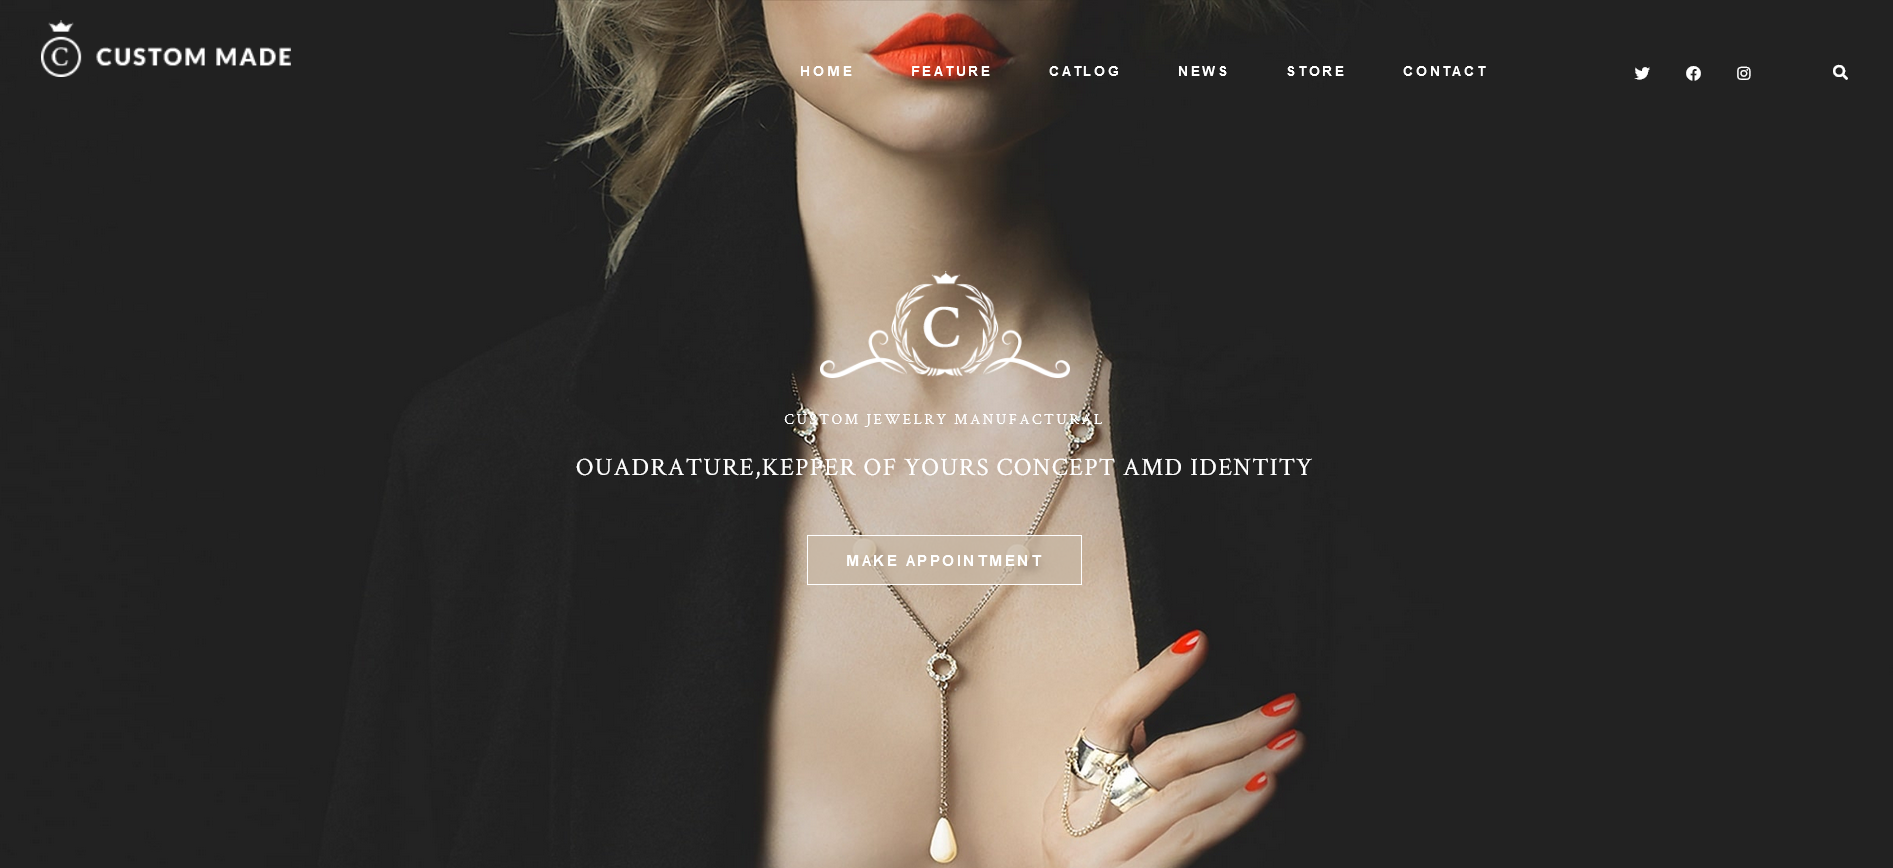 C CUSTOM MADE
HOME FEATURE CATLOG NEWS STORE CONTACT
C
CUSTOM JEWELRY MANUFACTURAL
OUADRATURE,KEPPER OF YOURS CONCEPT AMD IDENTITY
MAKE APPOINTMENT